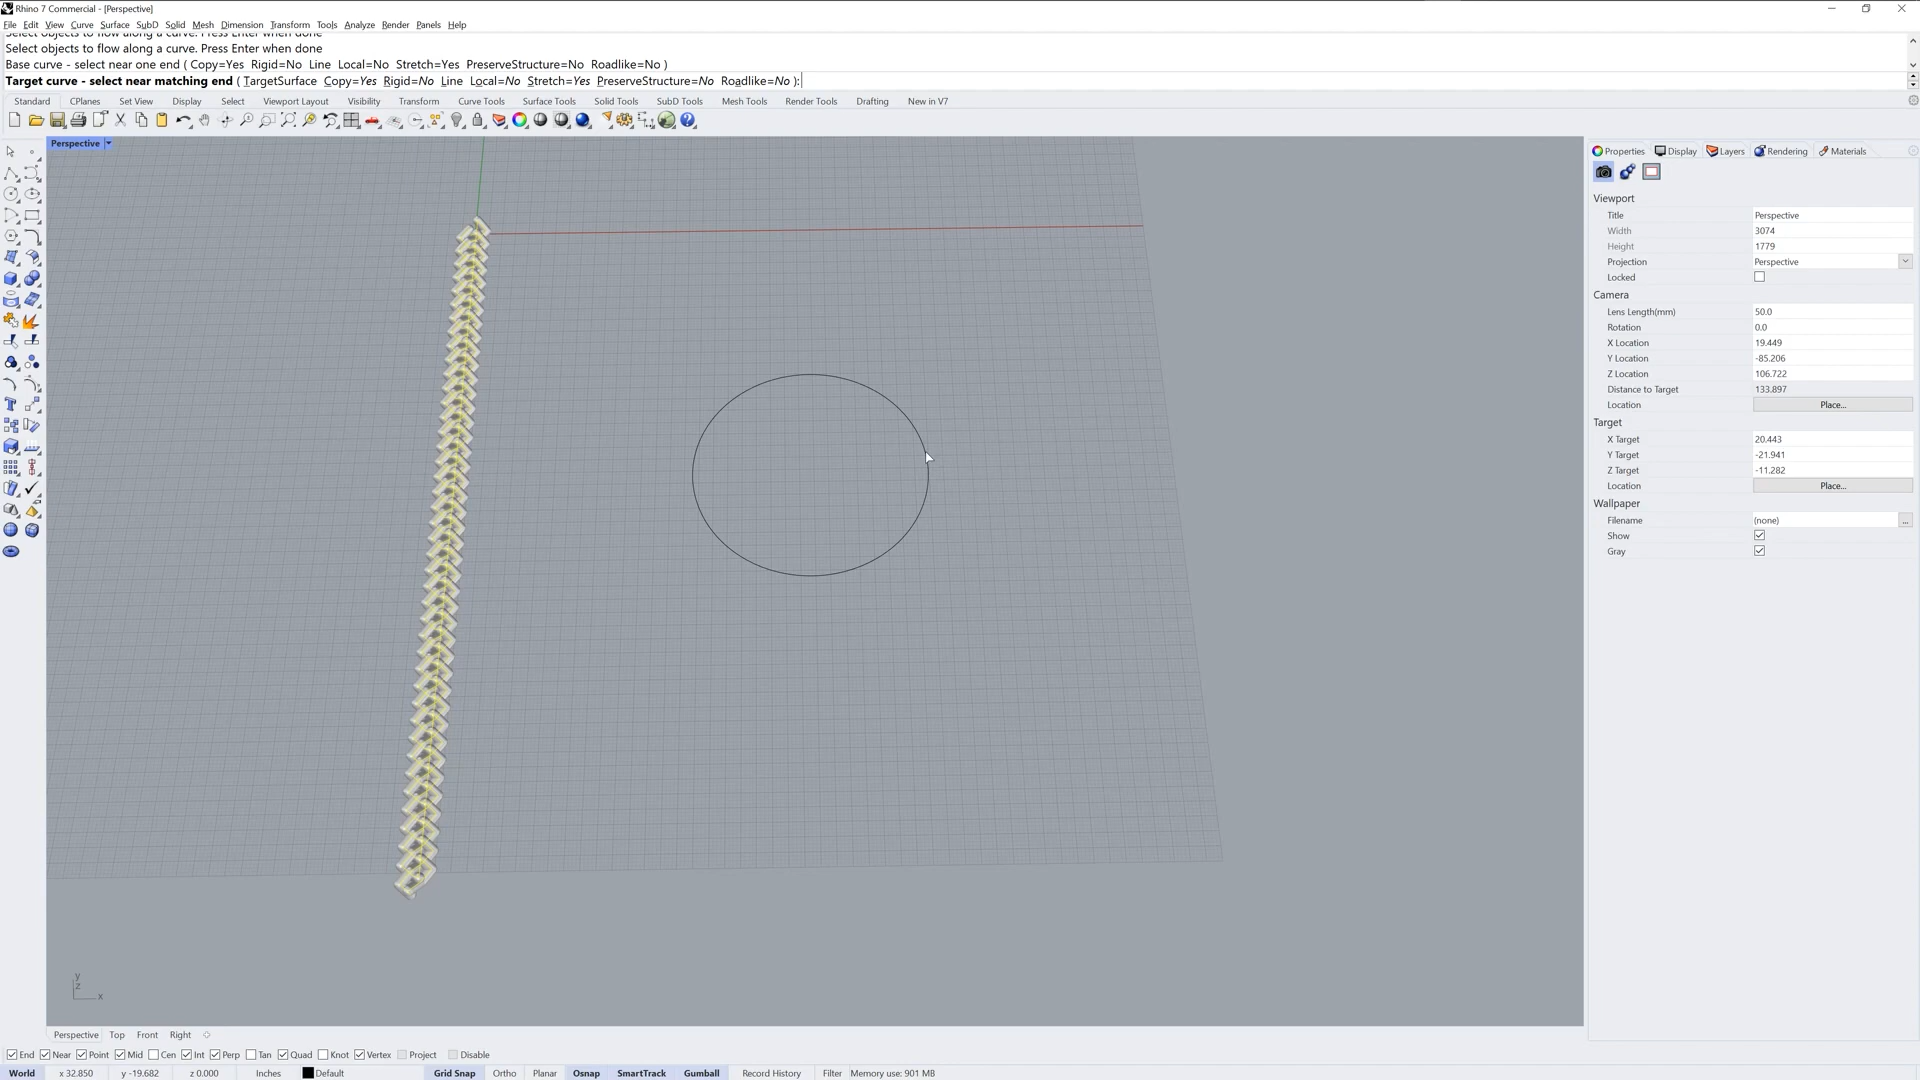 Rhino 7 Commercial - [Perspective]
File Edit View Curve Surface Solid SubD Mesh Dimension Transform Tools Analyze Render Panels Help
Select objects to flow along a curve. Press Enter when done
Select objects to flow along a curve. Press Enter when done
Base curve - select near one end ( Copy=Yes Rigid=No Line Local=No Stretch=Yes PreserveStructure=No Roadlike=No )
Target curve - select near matching end ( TargetSurface Copy=Yes Rigid=No Line Local=No Stretch=Yes PreserveStructure=No Roadlike=No ):
Standard CPlanes Set View Display Select Viewport Layout Visibility Transform Curve Tools Surface Tools Solid Tools SubD Tools Mesh Tools Render Tools Drafting New in V7
Perspective
Properties Display Layers Rendering Materials
Viewport
Title Perspective
Width 3074
Height 1779
Projection Perspective
Locked
Camera
Lens Length(mm) 50.0
Rotation 0.0
X Location 19.449
Y Location -85.206
Z Location 106.722
Distance to Target 133.897
Location Place...
Target
X Target 20.443
Y Target -21.941
Z Target -11.282
Location Place...
Wallpaper
Filename (none) ...
Show
Gray
y
z
x
Perspective Top Front Right
End Near Point Mid Cen Int Perp Tan Quad Knot Vertex Project Disable
World x 32.850 y -19.682 z 0.000 Inches Default Grid Snap Ortho Planar Osnap SmartTrack Gumball Record History Filter Memory use: 901 MB